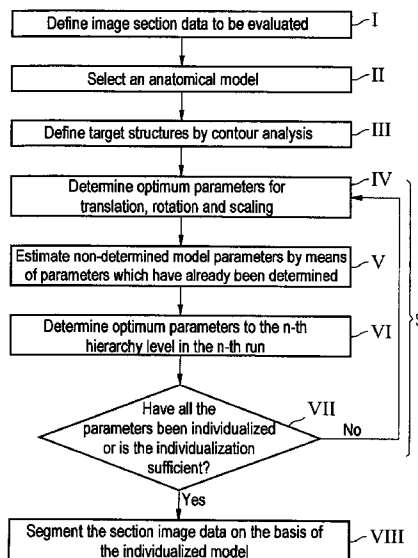 Define image section data to be evaluated
I
Select an anatomical model
II
Define target structures by contour analysis
III
Determine optimum parameters for
translation, rotation and scaling
IV
Estimate non-determined model parameters by means
of parameters which have already been determined
V
Determine optimum parameters to the n-th
hierarchy level in the n-th run
VI
Have all the
parameters been individualized
or is the individualization
sufficient?
VII
No
Yes
Segment the section image data on the basis of
the individualized model
VIII